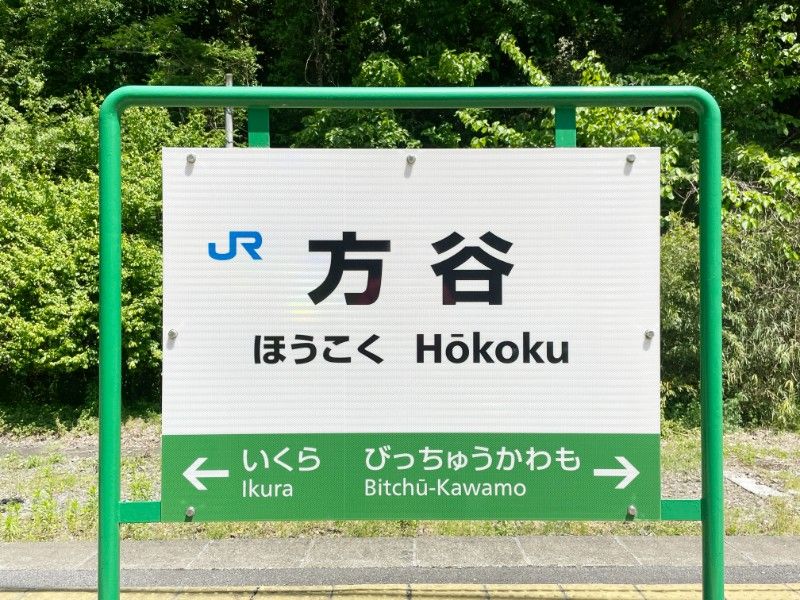 JR 方谷
ほうこく Hōkoku
← いくら びっちゅうかわも →
Ikura Bitchū-Kawamo